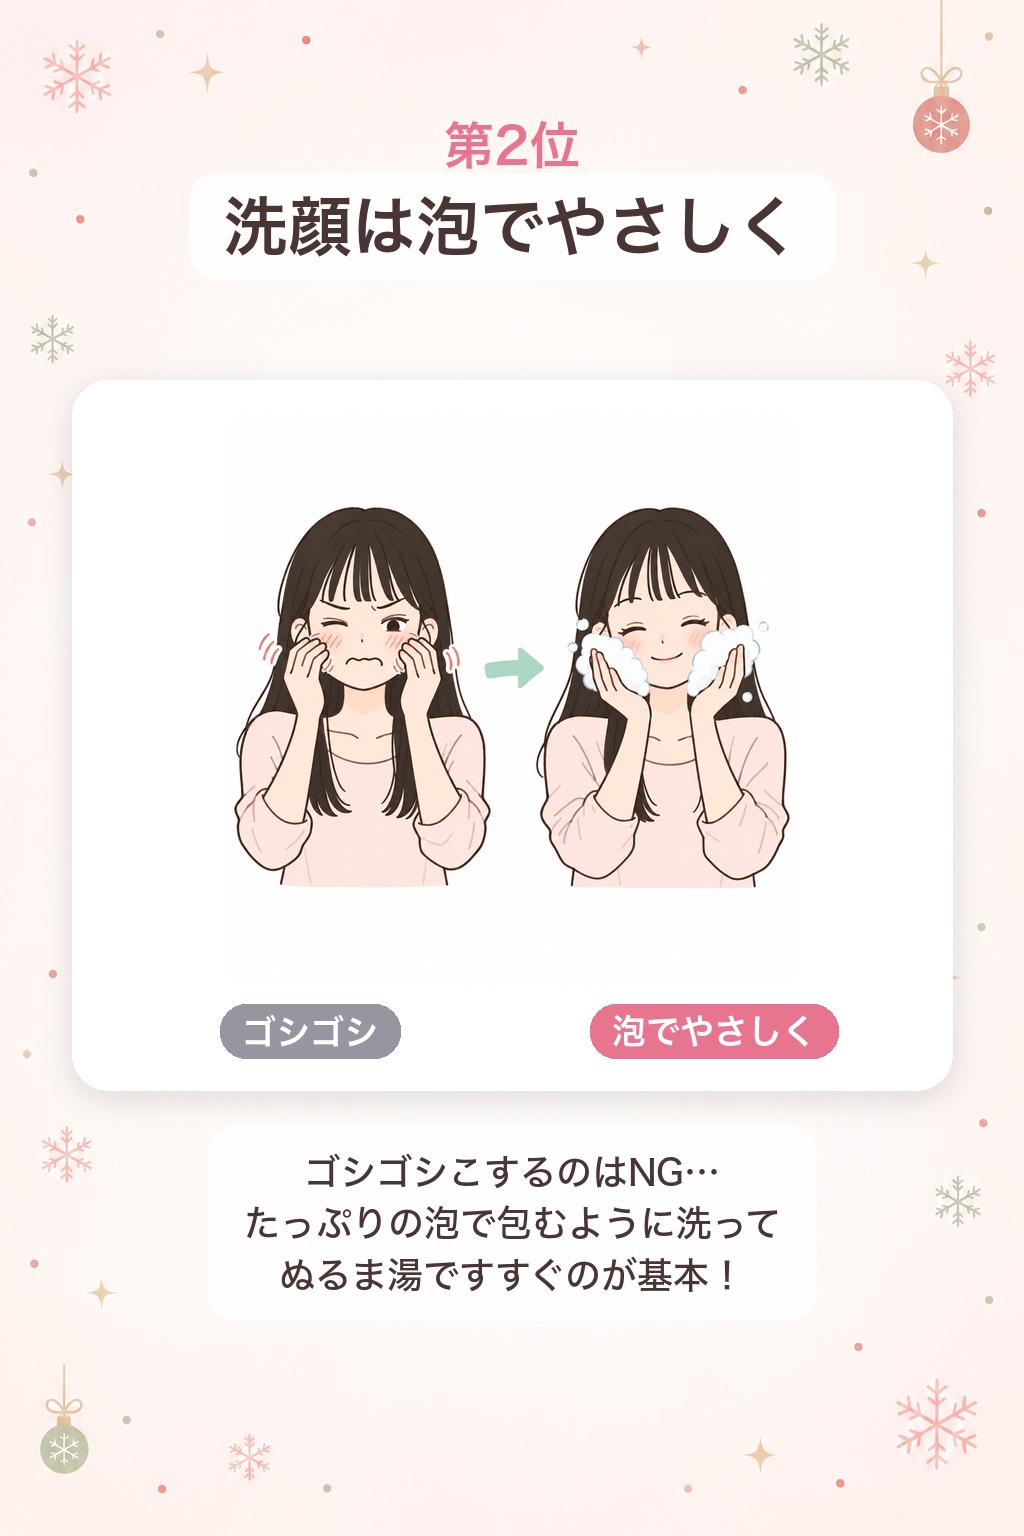 第2位
洗顔は泡でやさしく
ゴシゴシ
泡でやさしく
ゴシゴシこするのはNG…
たっぷりの泡で包むように洗って
ぬるま湯ですすぐのが基本！